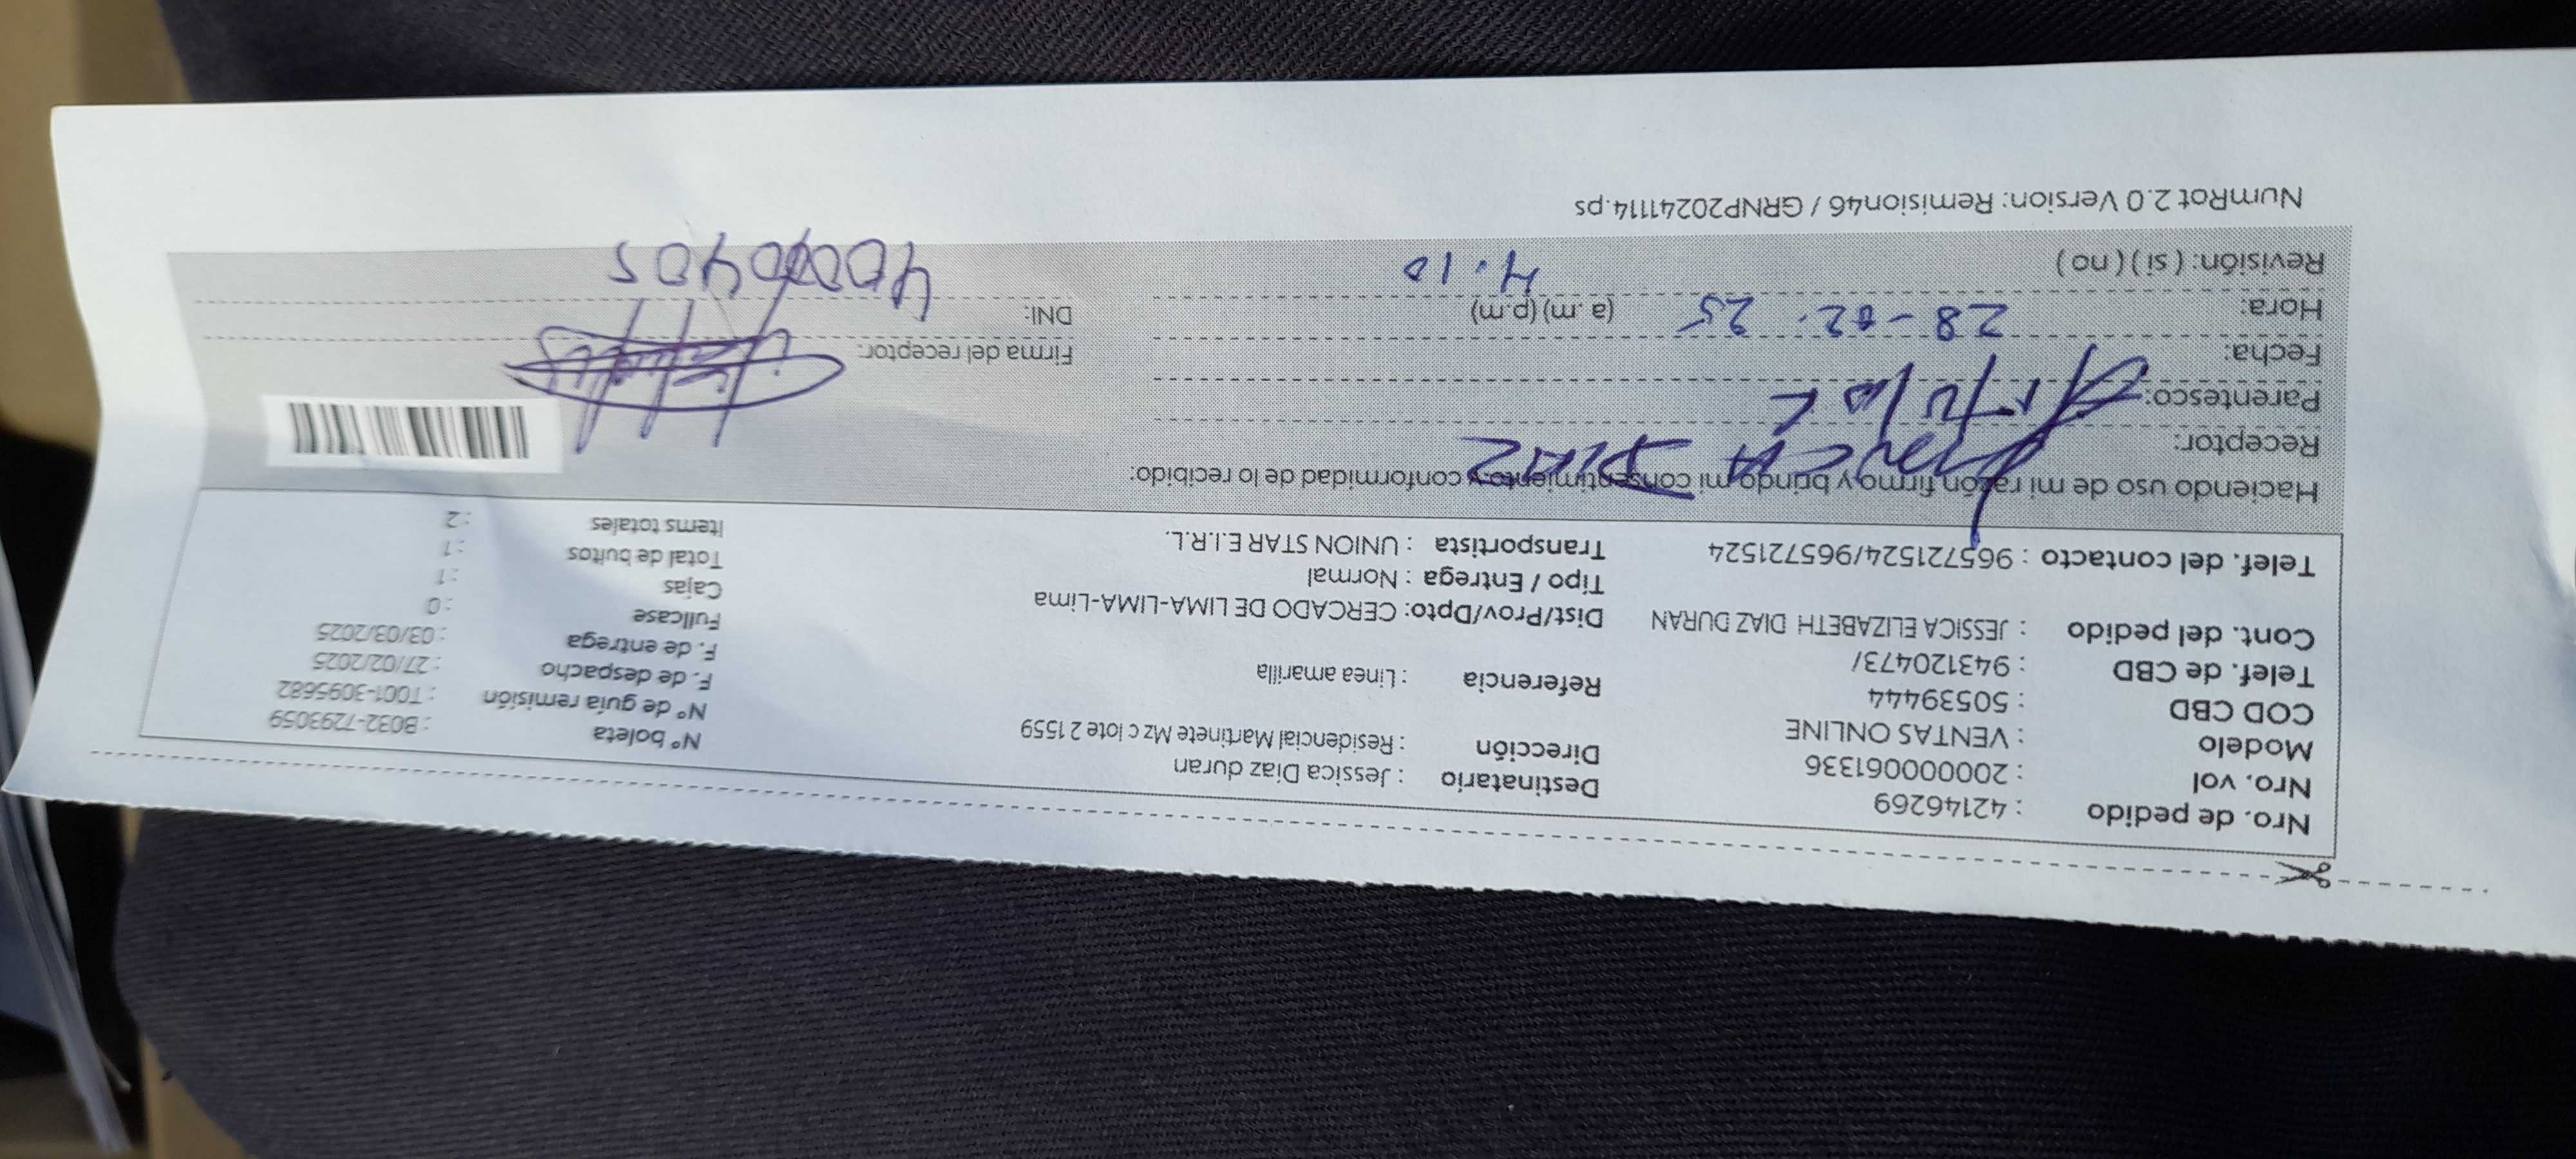 Nro. de pedido : 42146269
Nro. vol : 20000000061336
Modelo : VENTAS ONLINE
COD CBD : 50539444
Telef. de CBD : 943120473/
Cont. del pedido : JESSICA ELIZABETH DIAZ DURAN
Telef. del contacto : 965721524/965721524
Destinatario : Jessica Diaz duran
Dirección : Residencial Martinete Mz c lote 2 1559
Referencia : Linea amarilla
Dist/Prov/Dpto: CERCADO DE LIMA-LIMA-Lima
Tipo / Entrega : Normal
Transportista : UNION STAR E.I.R.L.
N° boleta : B032-7293059
N° de guía remisión : T001-3095682
F. de despacho : 27/02/2025
F. de entrega : 03/03/2025
Fullcase : 0
Cajas : 1
Total de bultos : 1
Items totales : 2
Haciendo uso de mi razón firmo y brindo mi consentimiento y conformidad de lo recibido:
Receptor: DIAZ
Parentesco:
Fecha: 28-02-25
Hora: (a.m) (p.m) 4.10
Revisión: ( si ) ( no )
Firma del receptor:
DNI:
NumRot 2.0 Version: Remision46 / GRNP20241114.ps